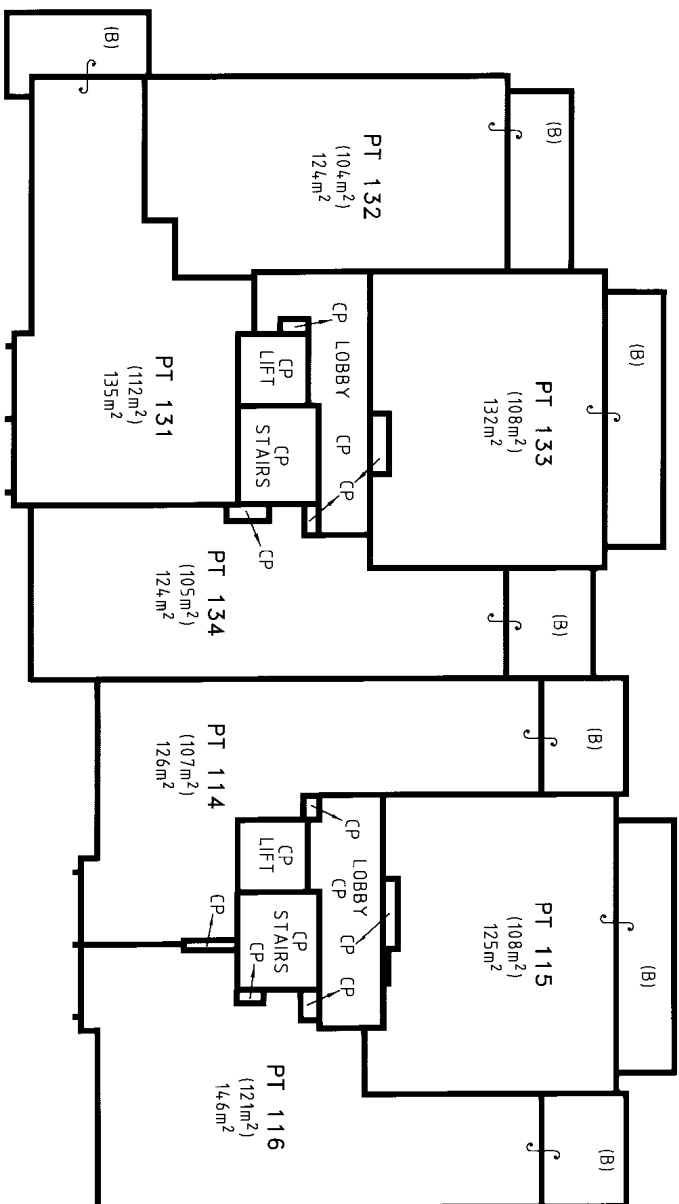 (B)
(B)
PT 132
(104m²)
124m²
(B)
PT 133
(108m²)
132m²
CP
LOBBY
CP
LIFT
CP
CP
CP
STAIRS
PT 131
(112m²)
135m²
CP
PT 134
(105m²)
124m²
(B)
(B)
PT 114
(107m²)
126m²
CP
LOBBY
CP
CP
LIFT
CP
CP
STAIRS
CP
CP
CP
(B)
PT 115
(108m²)
125m²
PT 116
(121m²)
146m²
(B)